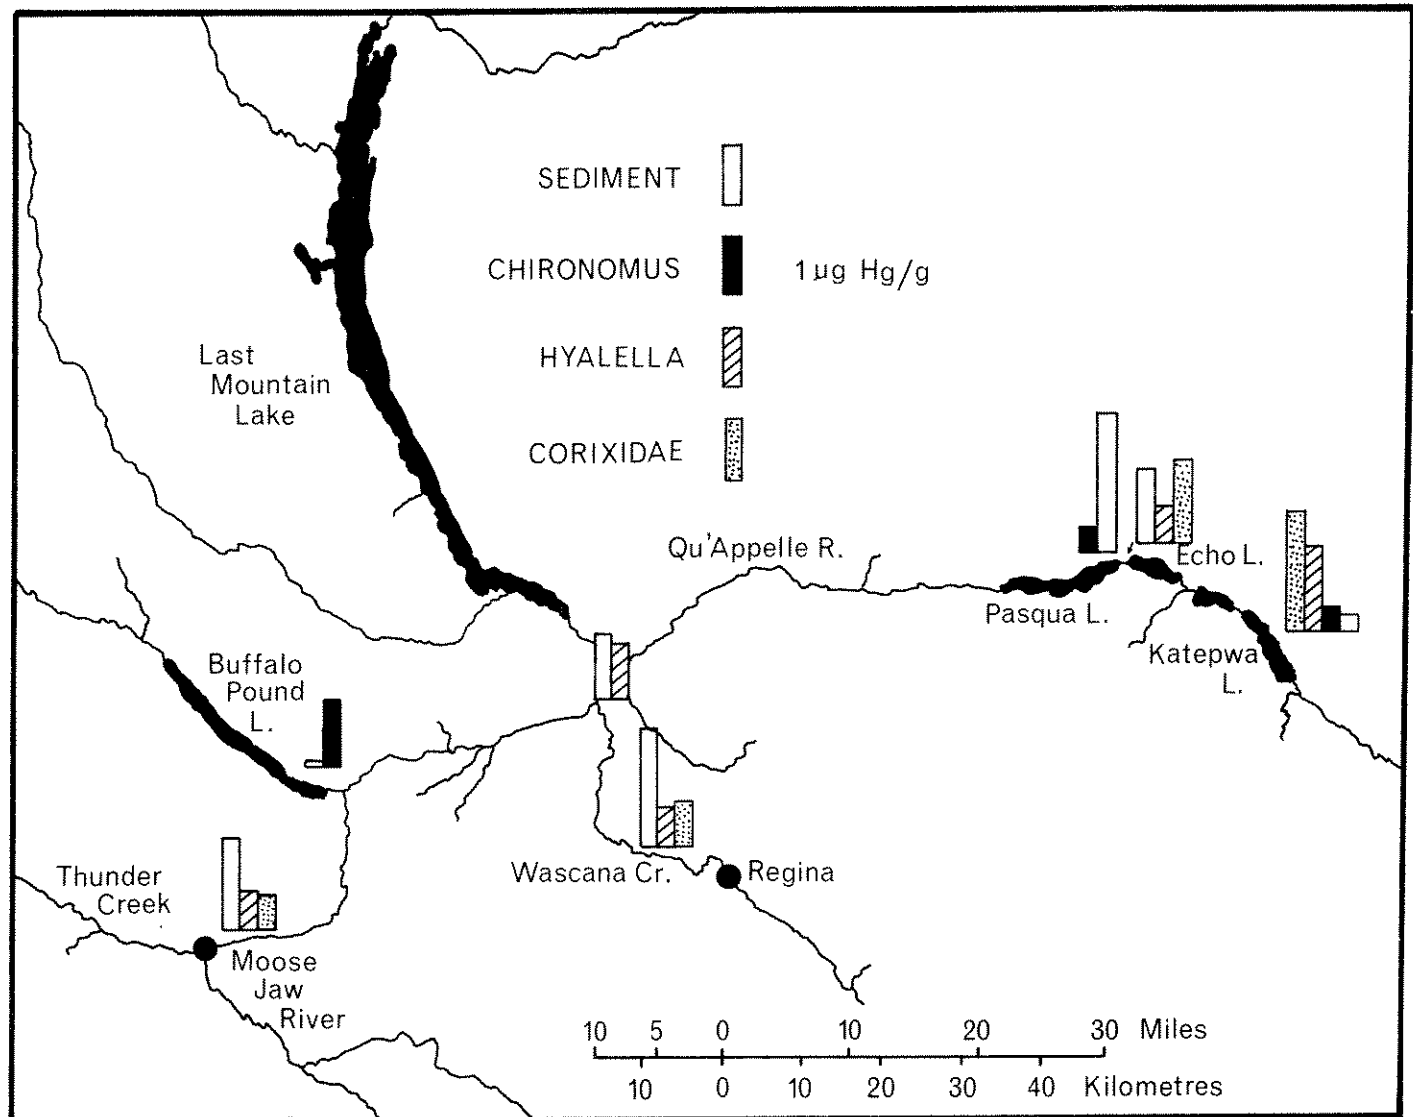 SEDIMENT
CHIRONOMUS
1 µg Hg/g
HYALELLA
CORIXIDAE
Last
Mountain
Lake
Qu'Appelle R.
Echo L.
Pasqua L.
Katepwa
L.
Buffalo
Pound
L.
Wascana Cr.
Regina
Thunder
Creek
Moose
Jaw
River
10 5 0 10 20 30 Miles
10 0 10 20 30 40 Kilometres